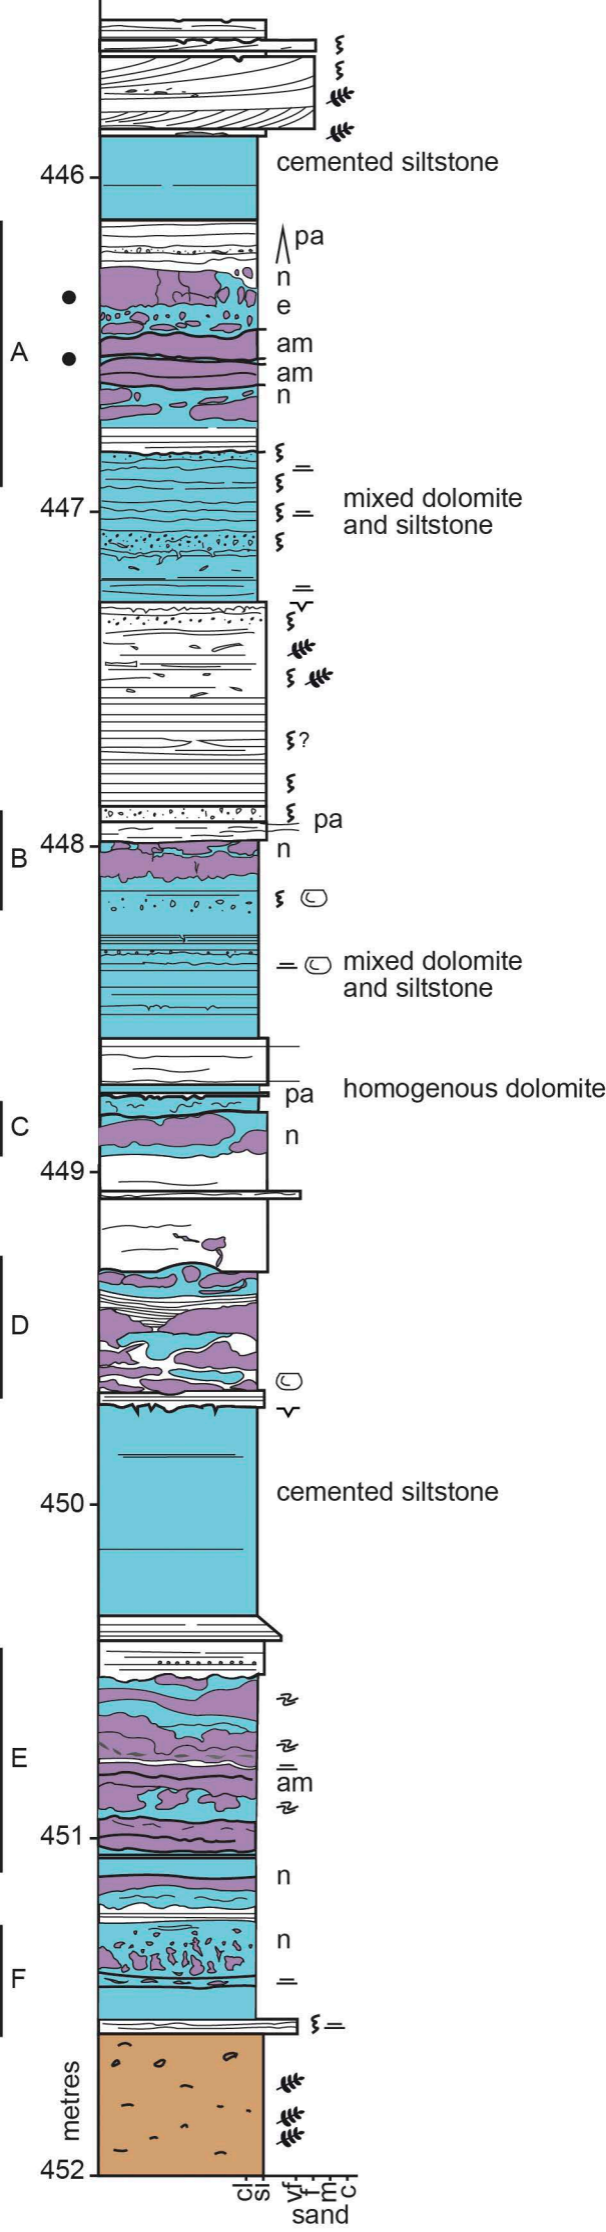 446
cemented siltstone
pa
n
e
A
am
am
n
447
mixed dolomite
and siltstone
?
pa
448
B
n
mixed dolomite
and siltstone
homogenous dolomite
pa
C
n
449
D
450
cemented siltstone
E
am
451
n
n
F
metres
452
cl
si
vf
f
m
c
sand